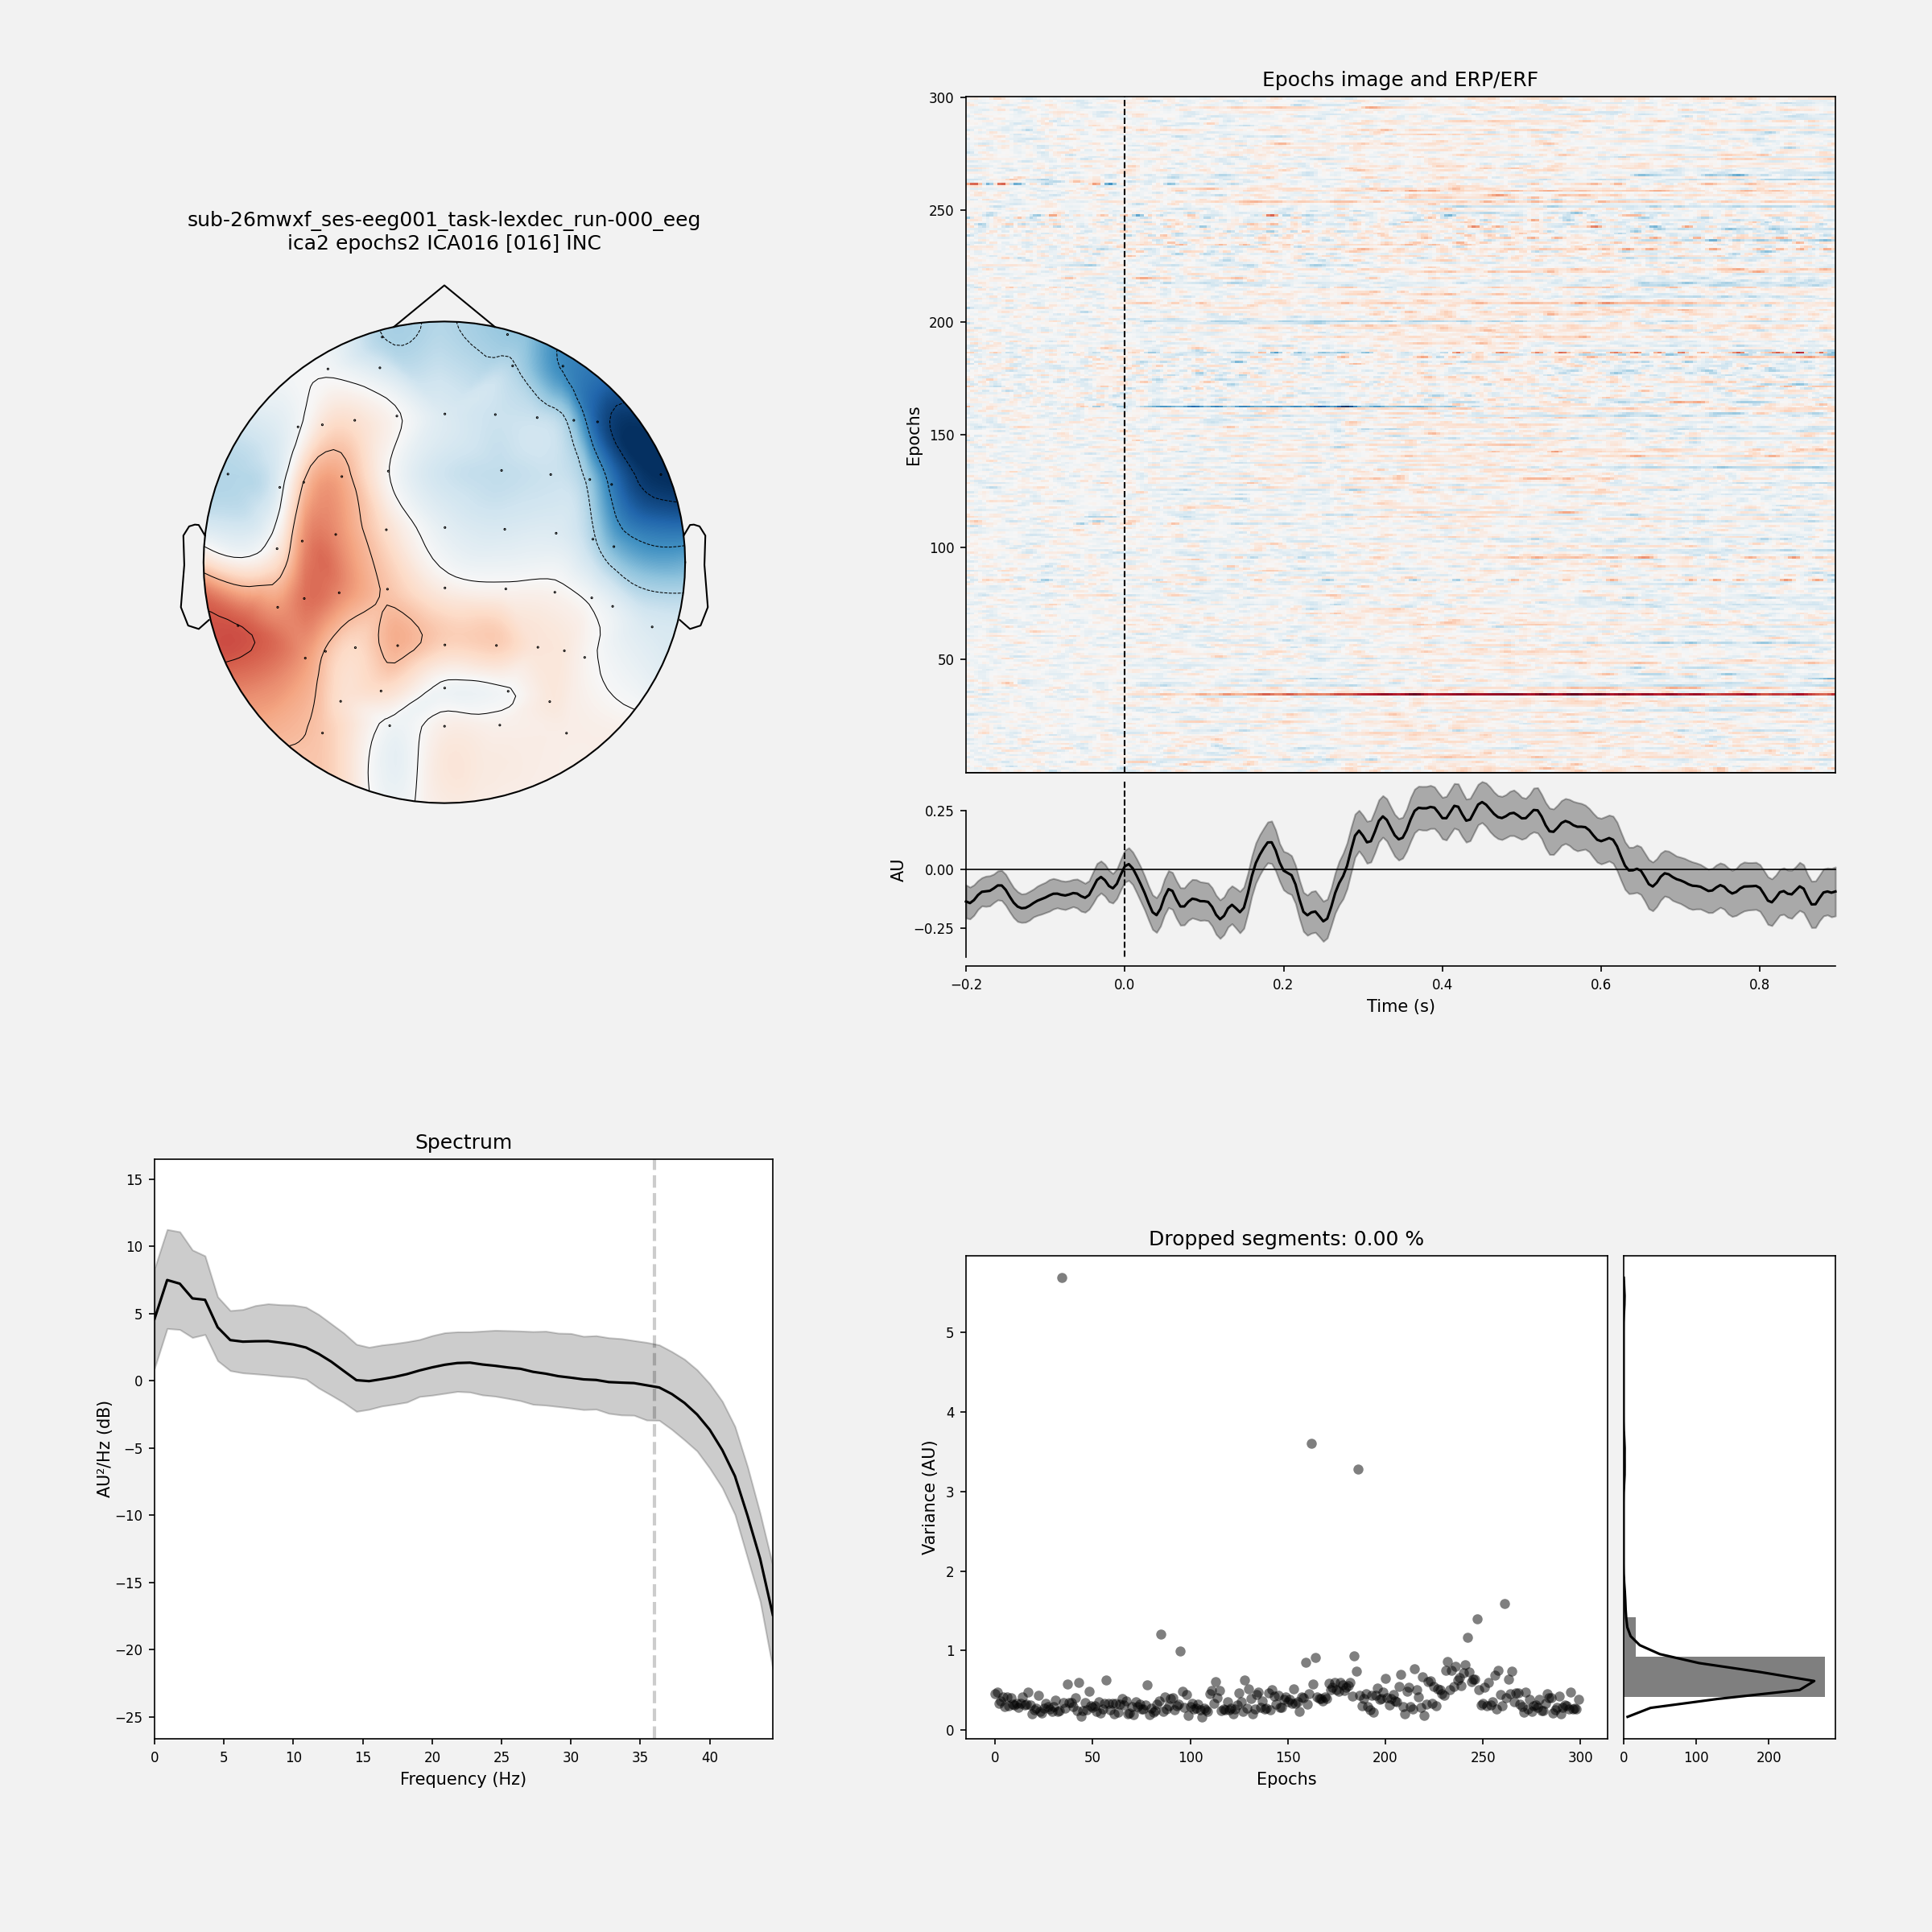 sub-26mwxf_ses-eeg001_task-lexdec_run-000_eeg
ica2 epochs2 ICA016 [016] INC
Epochs image and ERP/ERF
300
250
200
150
100
50
Epochs
0.25
0.00
−0.25
AU
−0.2 0.0 0.2 0.4 0.6 0.8
Time (s)
Spectrum
15
10
5
0
−5
−10
−15
−20
−25
AU²/Hz (dB)
0 5 10 15 20 25 30 35 40
Frequency (Hz)
Dropped segments: 0.00 %
5
4
3
2
1
0
Variance (AU)
0 50 100 150 200 250 300
Epochs
0 100 200